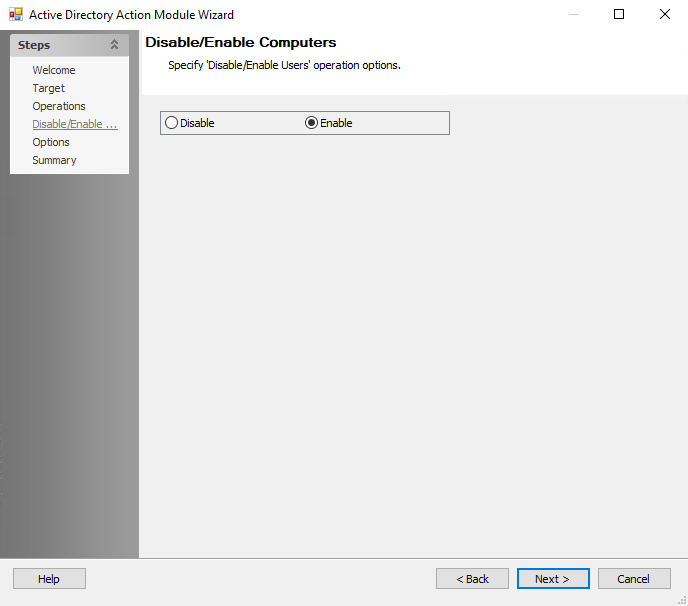 Active Directory Action Module Wizard
Steps
Welcome
Target
Operations
Disable/Enable ...
Options
Summary
Disable/Enable Computers
Specify 'Disable/Enable Users' operation options.
Disable Enable
Help < Back Next > Cancel